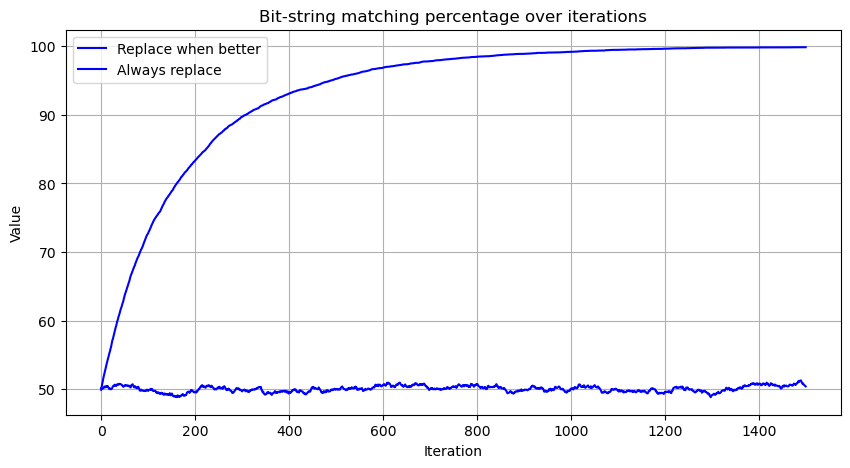 Bit-string matching percentage over iterations
Replace when better
Always replace
100
90
80
70
60
50
Value
0 200 400 600 800 1000 1200 1400
Iteration